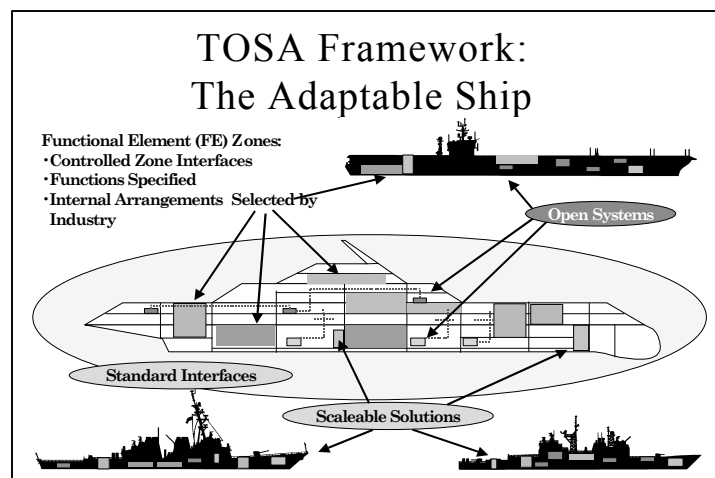 TOSA Framework:
The Adaptable Ship
Functional Element (FE) Zones:
•Controlled Zone Interfaces
•Functions Specified
•Internal Arrangements Selected by
Industry
Open Systems
Standard Interfaces
Scaleable Solutions